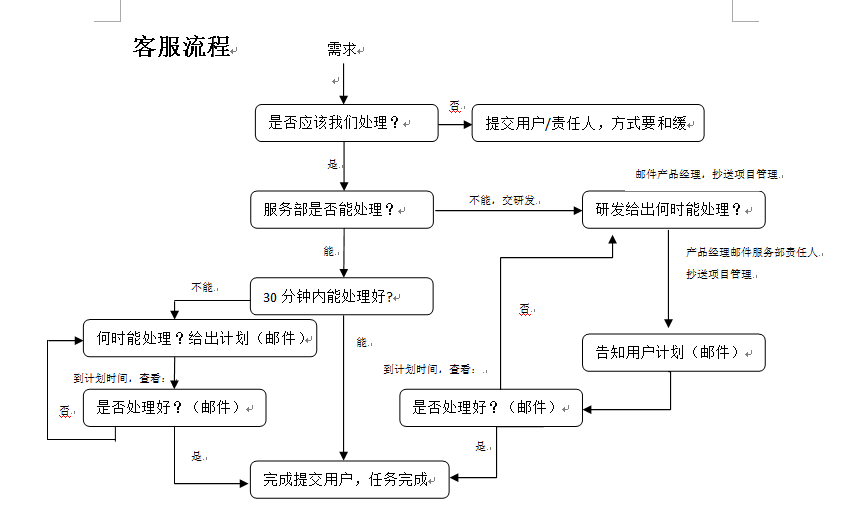 客服流程
需求
是否应该我们处理？
否
提交用户/责任人，方式要和缓
是
邮件产品经理，抄送项目管理
服务部是否能处理？
不能，交研发
研发给出何时能处理？
能
产品经理邮件服务部责任人
抄送项目管理
不能
30分钟内能处理好?
否
何时能处理？给出计划（邮件）
能
告知用户计划（邮件）
到计划时间，查看：
到计划时间，查看：
否
是否处理好？（邮件）
是否处理好？（邮件）
是
是
完成提交用户，任务完成